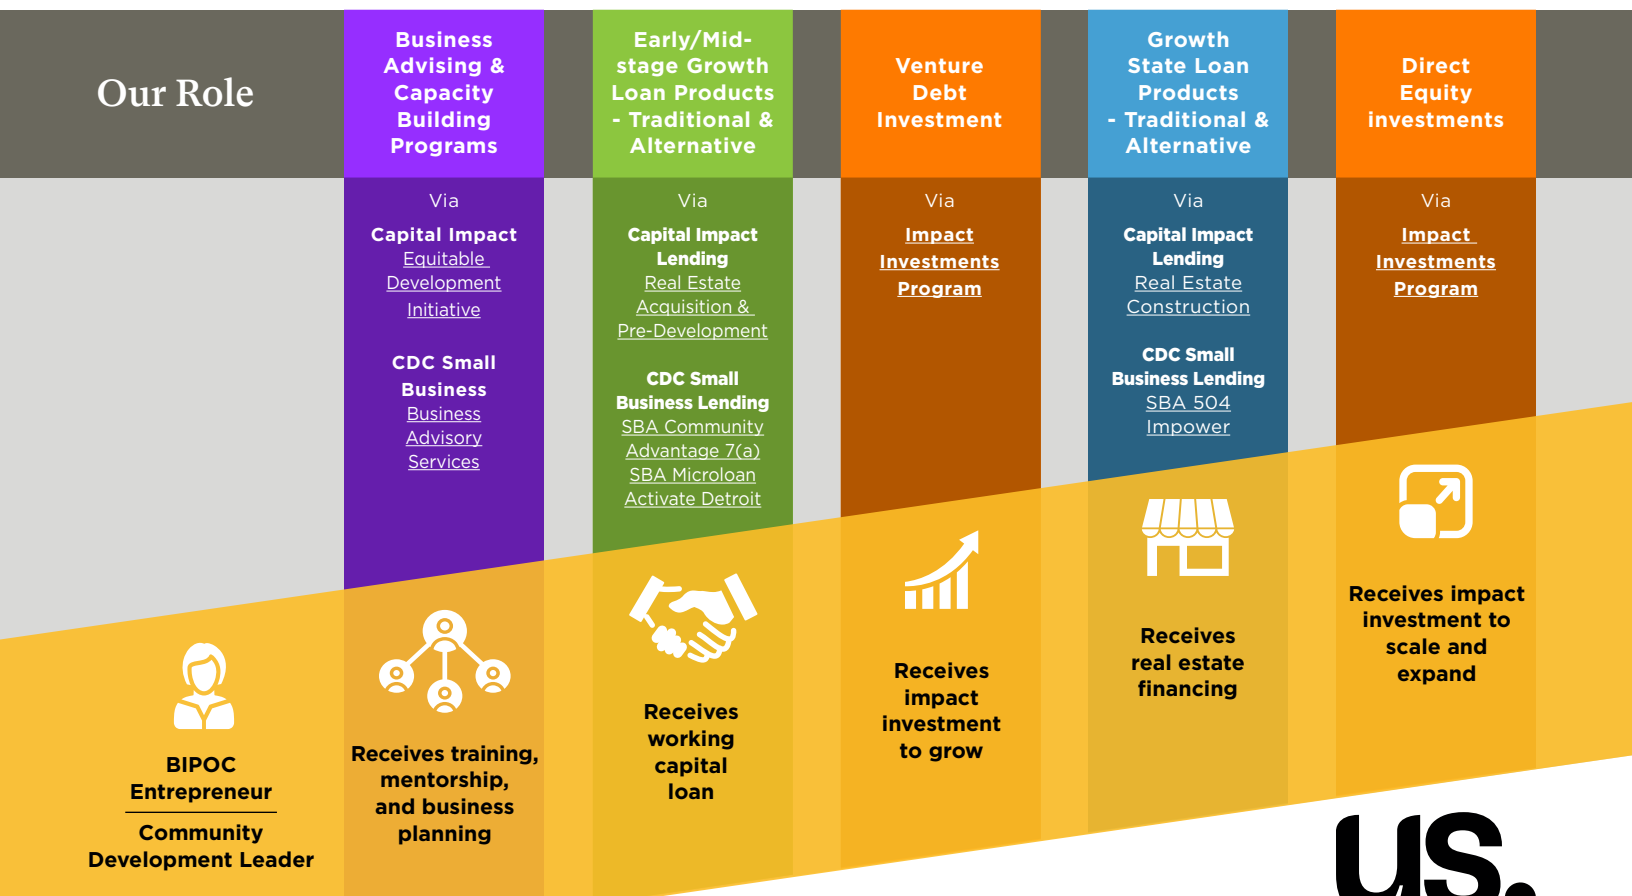 Our Role
Business
Advising &
Capacity
Building
Programs
Via
Capital Impact
Equitable
Development
Initiative
CDC Small
Business
Business
Advisory
Services
Early/Mid-
stage Growth
Loan Products
- Traditional &
Alternative
Via
Capital Impact
Lending
Real Estate
Acquisition &
Pre-Development
CDC Small
Business Lending
SBA Community
Advantage 7(a)
SBA Microloan
Activate Detroit
Venture
Debt
Investment
Via
Impact
Investments
Program
Growth
State Loan
Products
- Traditional &
Alternative
Via
Capital Impact
Lending
Real Estate
Construction
CDC Small
Business Lending
SBA 504
Impower
Direct
Equity
investments
Via
Impact
Investments
Program
BIPOC
Entrepreneur
Community
Development Leader
Receives training,
mentorship,
and business
planning
Receives
working
capital
loan
Receives
impact
investment
to grow
Receives
real estate
financing
Receives impact
investment to
scale and
expand
us.